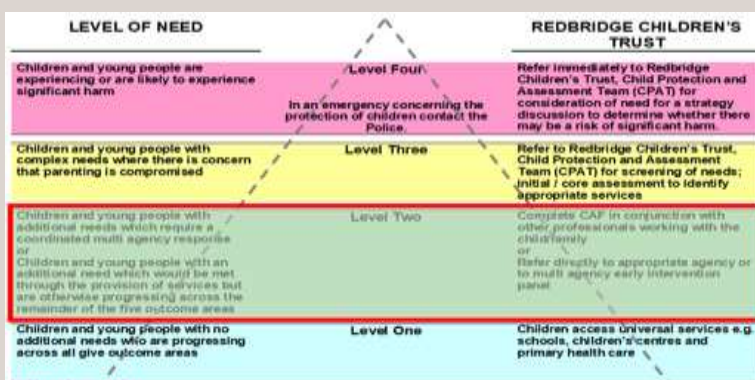 LEVEL OF NEED
REDBRIDGE CHILDREN'S
TRUST
Children and young people are
experiencing or are likely to experience
significant harm
Level Four
In an emergency concerning the
protection of children contact the
Police.
Refer immediately to Redbridge
Children's Trust, Child Protection and
Assessment Team (CPAT) for
consideration of need for a strategy
discussion to determine whether there
may be a risk of significant harm.
Children and young people with
complex needs where there is concern
that parenting is compromised
Level Three
Refer to Redbridge Children's Trust,
Child Protection and Assessment
Team (CPAT) for screening of needs;
Initial / core assessment to identify
appropriate services
Children and young people with
additional needs which require a
coordinated multi agency response
or
Children and young people with an
additional need which would be met
through the provision of services but
are otherwise progressing across the
remainder of the five outcome areas
Level Two
Complete CAF in conjunction with
other professionals working with the
child/family
or
Refer directly to appropriate agency or
to multi agency early intervention
panel
Children and young people with no
additional needs who are progressing
across all give outcome areas
Level One
Children access universal services e.g.
schools, children's centres and
primary health care